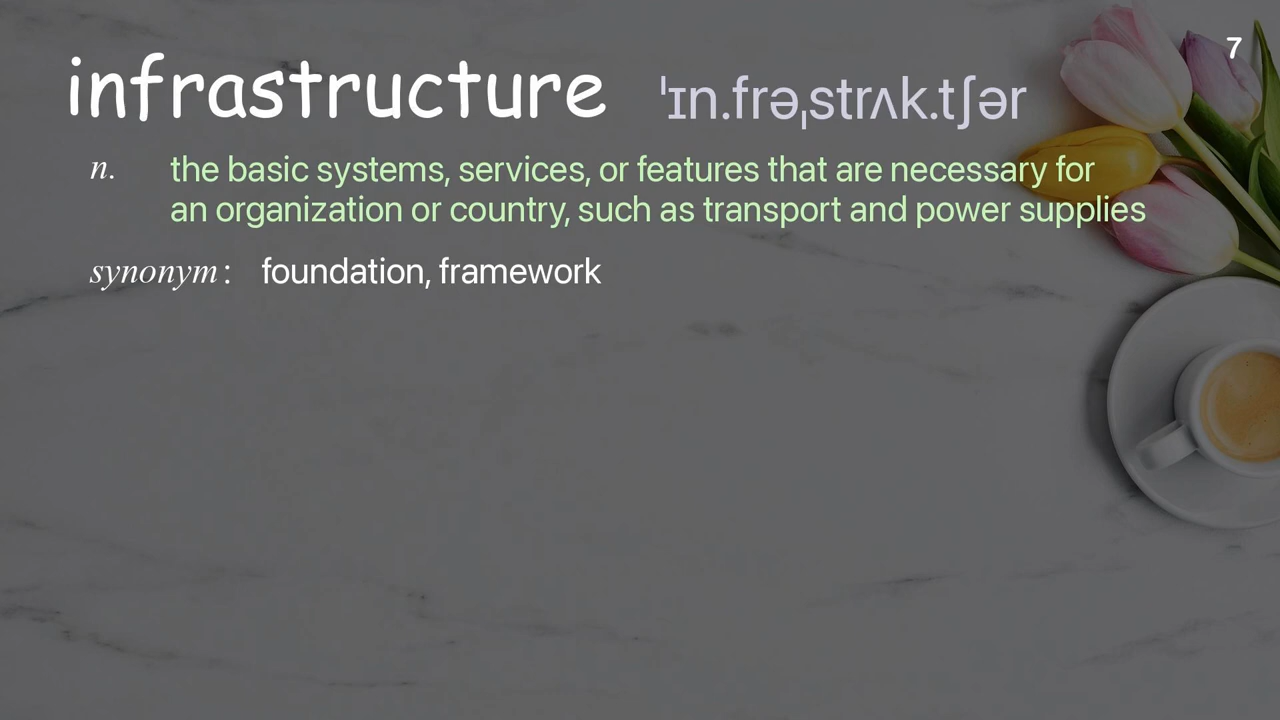 7
infrastructure ˈɪn.frəˌstrʌk.tʃər
n. the basic systems, services, or features that are necessary for
an organization or country, such as transport and power supplies
synonym: foundation, framework